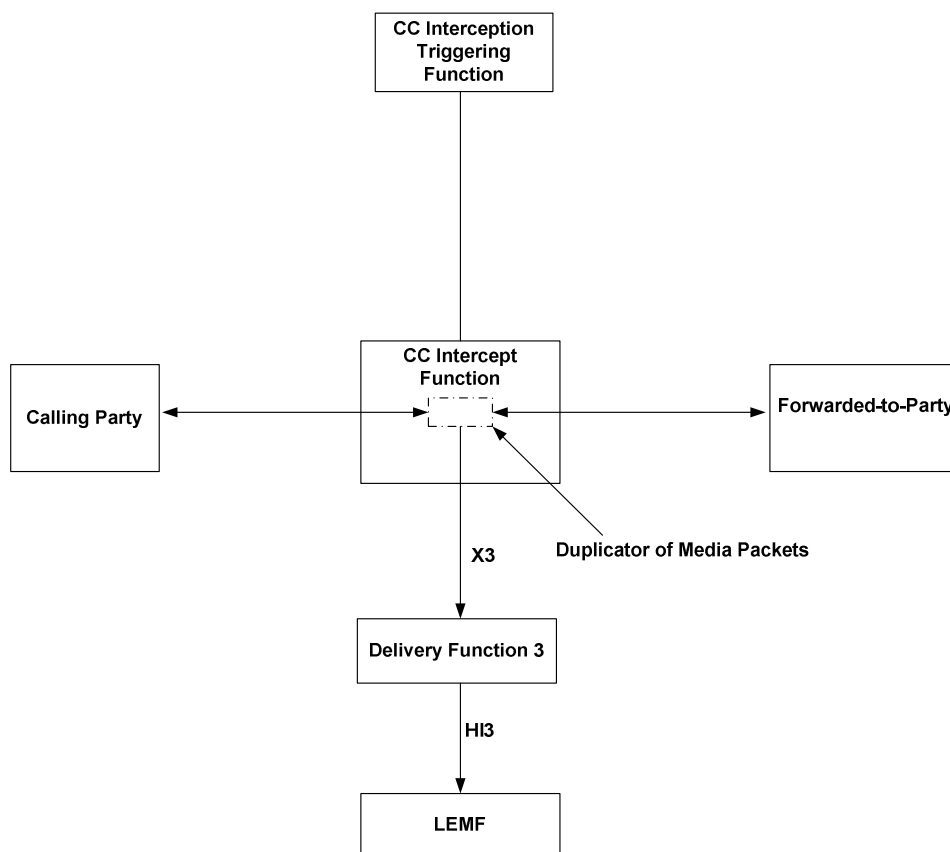 CC Interception
Triggering
Function
CC Intercept
Function
Calling Party
Forwarded-to-Party
Duplicator of Media Packets
X3
Delivery Function 3
HI3
LEMF